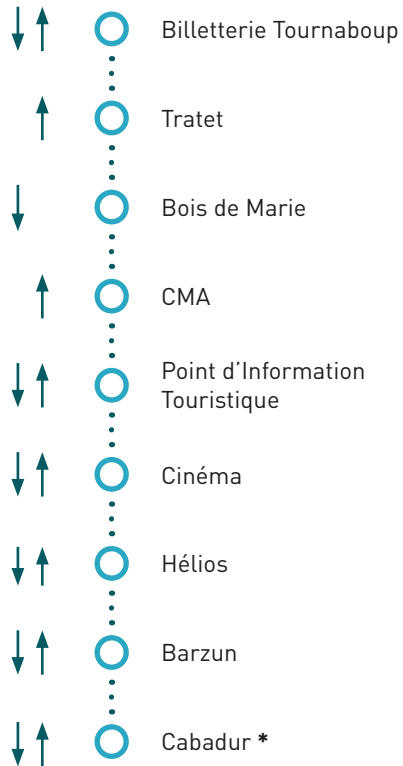 Billetterie Tournaboup
Tratet
Bois de Marie
CMA
Point d’Information
Touristique
Cinéma
Hélios
Barzun
Cabadur *